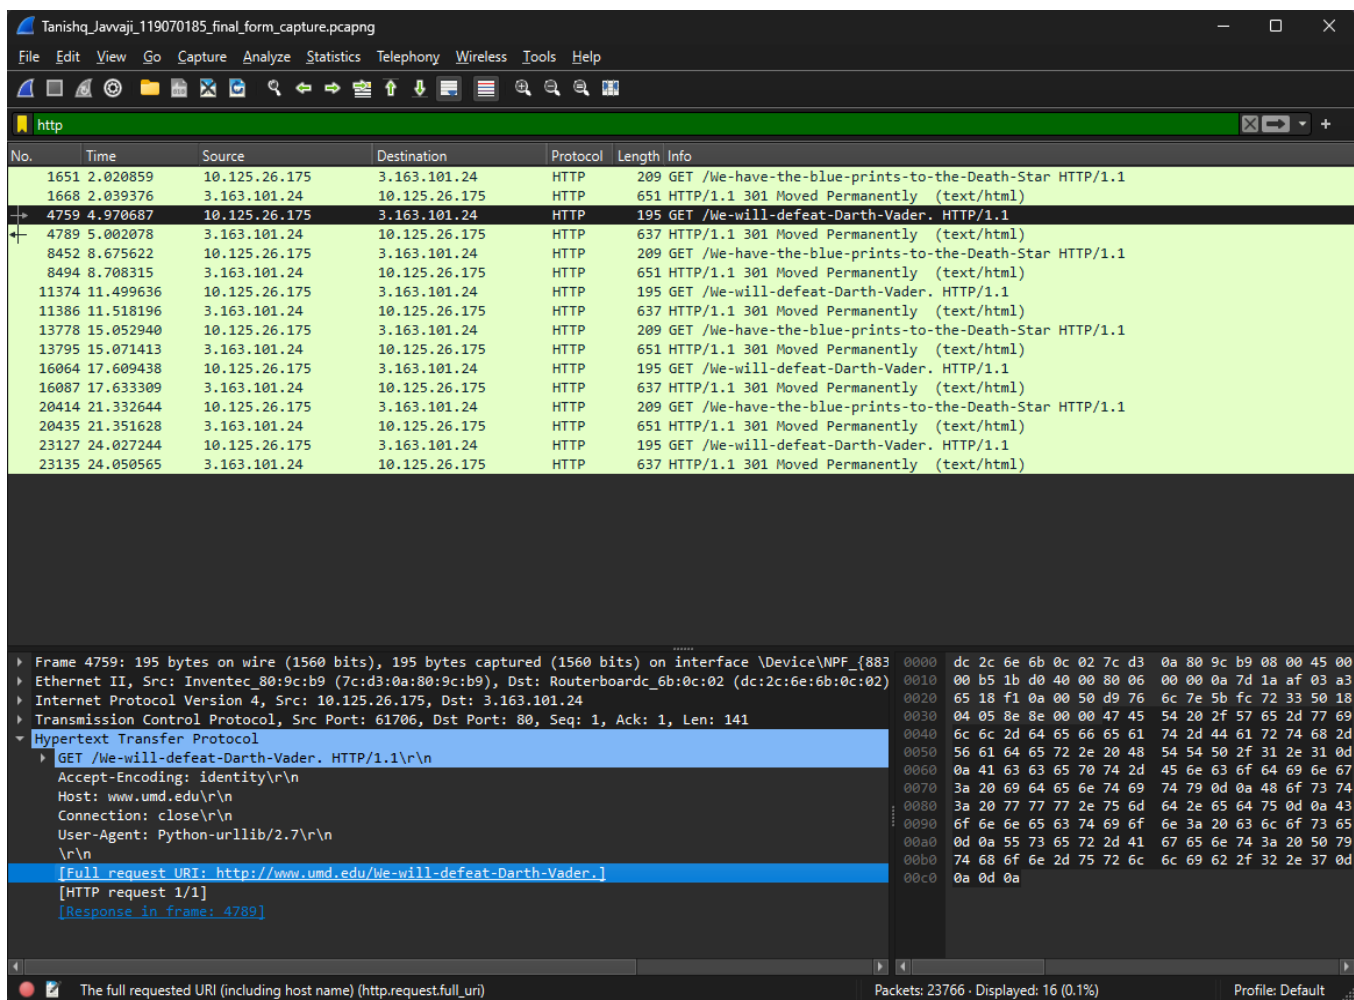 Tanishq_Javvaji_119070185_final_form_capture.pcapng
File Edit View Go Capture Analyze Statistics Telephony Wireless Tools Help
http
No. Time Source Destination Protocol Length Info
1651 2.020859 10.125.26.175 3.163.101.24 HTTP 209 GET /We-have-the-blue-prints-to-the-Death-Star HTTP/1.1
1668 2.039376 3.163.101.24 10.125.26.175 HTTP 651 HTTP/1.1 301 Moved Permanently (text/html)
4759 4.970687 10.125.26.175 3.163.101.24 HTTP 195 GET /We-will-defeat-Darth-Vader. HTTP/1.1
4789 5.002078 3.163.101.24 10.125.26.175 HTTP 637 HTTP/1.1 301 Moved Permanently (text/html)
8452 8.675622 10.125.26.175 3.163.101.24 HTTP 209 GET /We-have-the-blue-prints-to-the-Death-Star HTTP/1.1
8494 8.708315 3.163.101.24 10.125.26.175 HTTP 651 HTTP/1.1 301 Moved Permanently (text/html)
11374 11.499636 10.125.26.175 3.163.101.24 HTTP 195 GET /We-will-defeat-Darth-Vader. HTTP/1.1
11386 11.518196 3.163.101.24 10.125.26.175 HTTP 637 HTTP/1.1 301 Moved Permanently (text/html)
13778 15.052940 10.125.26.175 3.163.101.24 HTTP 209 GET /We-have-the-blue-prints-to-the-Death-Star HTTP/1.1
13795 15.071413 3.163.101.24 10.125.26.175 HTTP 651 HTTP/1.1 301 Moved Permanently (text/html)
16064 17.609438 10.125.26.175 3.163.101.24 HTTP 195 GET /We-will-defeat-Darth-Vader. HTTP/1.1
16087 17.633309 3.163.101.24 10.125.26.175 HTTP 637 HTTP/1.1 301 Moved Permanently (text/html)
20414 21.332644 10.125.26.175 3.163.101.24 HTTP 209 GET /We-have-the-blue-prints-to-the-Death-Star HTTP/1.1
20435 21.351628 3.163.101.24 10.125.26.175 HTTP 651 HTTP/1.1 301 Moved Permanently (text/html)
23127 24.027244 10.125.26.175 3.163.101.24 HTTP 195 GET /We-will-defeat-Darth-Vader. HTTP/1.1
23135 24.050565 3.163.101.24 10.125.26.175 HTTP 637 HTTP/1.1 301 Moved Permanently (text/html)
Frame 4759: 195 bytes on wire (1560 bits), 195 bytes captured (1560 bits) on interface \Device\NPF_{883
Ethernet II, Src: Inventec_80:9c:b9 (7c:d3:0a:80:9c:b9), Dst: Routerboardc_6b:0c:02 (dc:2c:6e:6b:0c:02)
Internet Protocol Version 4, Src: 10.125.26.175, Dst: 3.163.101.24
Transmission Control Protocol, Src Port: 61706, Dst Port: 80, Seq: 1, Ack: 1, Len: 141
Hypertext Transfer Protocol
GET /We-will-defeat-Darth-Vader. HTTP/1.1\r\n
Accept-Encoding: identity\r\n
Host: www.umd.edu\r\n
Connection: close\r\n
User-Agent: Python-urllib/2.7\r\n
\r\n
[Full request URI: http://www.umd.edu/We-will-defeat-Darth-Vader.]
[HTTP request 1/1]
[Response in frame: 4789]
0000 dc 2c 6e 6b 0c 02 7c d3 0a 80 9c b9 08 00 45 00
0010 00 b5 1b d0 40 00 80 06 00 00 0a 7d 1a af 03 a3
0020 65 18 f1 0a 00 50 d9 76 6c 7e 5b fc 72 33 50 18
0030 04 05 8e 8e 00 00 47 45 54 20 2f 57 65 2d 77 69
0040 6c 6c 2d 64 65 66 65 61 74 2d 44 61 72 74 68 2d
0050 56 61 64 65 72 2e 20 48 54 54 50 2f 31 2e 31 0d
0060 0a 41 63 63 65 70 74 2d 45 6e 63 6f 64 69 6e 67
0070 3a 20 69 64 65 6e 74 69 74 79 0d 0a 48 6f 73 74
0080 3a 20 77 77 77 2e 75 6d 64 2e 65 64 75 0d 0a 43
0090 6f 6e 6e 65 63 74 69 6f 6e 3a 20 63 6c 6f 73 65
00a0 0d 0a 55 73 65 72 2d 41 67 65 6e 74 3a 20 50 79
00b0 74 68 6f 6e 2d 75 72 6c 6c 69 62 2f 32 2e 37 0d
00c0 0a 0d 0a
The full requested URI (including host name) (http.request.full_uri) Packets: 23766 · Displayed: 16 (0.1%) Profile: Default